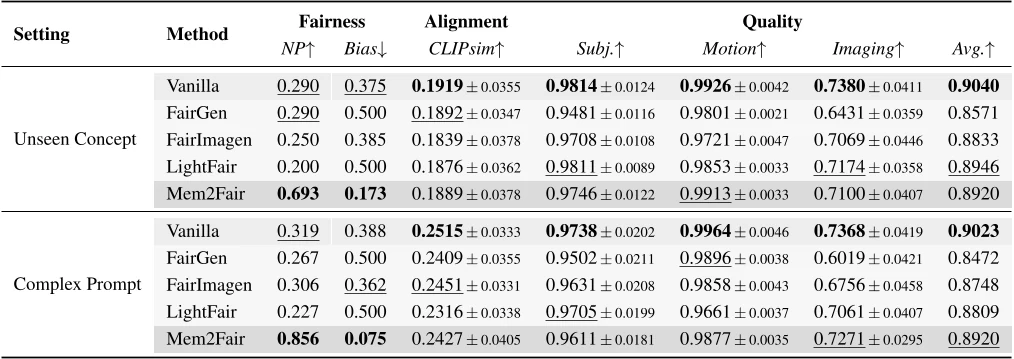 Setting Method Fairness Alignment Quality
NP↑ Bias↓ CLIPsim↑ Subj.↑ Motion↑ Imaging↑ Avg.↑
Unseen Concept
Vanilla 0.290 0.375 0.1919 ± 0.0355 0.9814 ± 0.0124 0.9926 ± 0.0042 0.7380 ± 0.0411 0.9040
FairGen 0.290 0.500 0.1892 ± 0.0347 0.9481 ± 0.0116 0.9801 ± 0.0021 0.6431 ± 0.0359 0.8571
FairImagen 0.250 0.385 0.1839 ± 0.0378 0.9708 ± 0.0108 0.9721 ± 0.0047 0.7069 ± 0.0446 0.8833
LightFair 0.200 0.500 0.1876 ± 0.0362 0.9811 ± 0.0089 0.9853 ± 0.0033 0.7174 ± 0.0358 0.8946
Mem2Fair 0.693 0.173 0.1889 ± 0.0378 0.9746 ± 0.0122 0.9913 ± 0.0033 0.7100 ± 0.0407 0.8920
Complex Prompt
Vanilla 0.319 0.388 0.2515 ± 0.0333 0.9738 ± 0.0202 0.9964 ± 0.0046 0.7368 ± 0.0419 0.9023
FairGen 0.267 0.500 0.2409 ± 0.0355 0.9502 ± 0.0211 0.9896 ± 0.0038 0.6019 ± 0.0421 0.8472
FairImagen 0.306 0.362 0.2451 ± 0.0331 0.9631 ± 0.0208 0.9858 ± 0.0043 0.6756 ± 0.0458 0.8748
LightFair 0.227 0.500 0.2316 ± 0.0338 0.9705 ± 0.0199 0.9661 ± 0.0037 0.7061 ± 0.0407 0.8809
Mem2Fair 0.856 0.075 0.2427 ± 0.0405 0.9611 ± 0.0181 0.9877 ± 0.0035 0.7271 ± 0.0295 0.8920